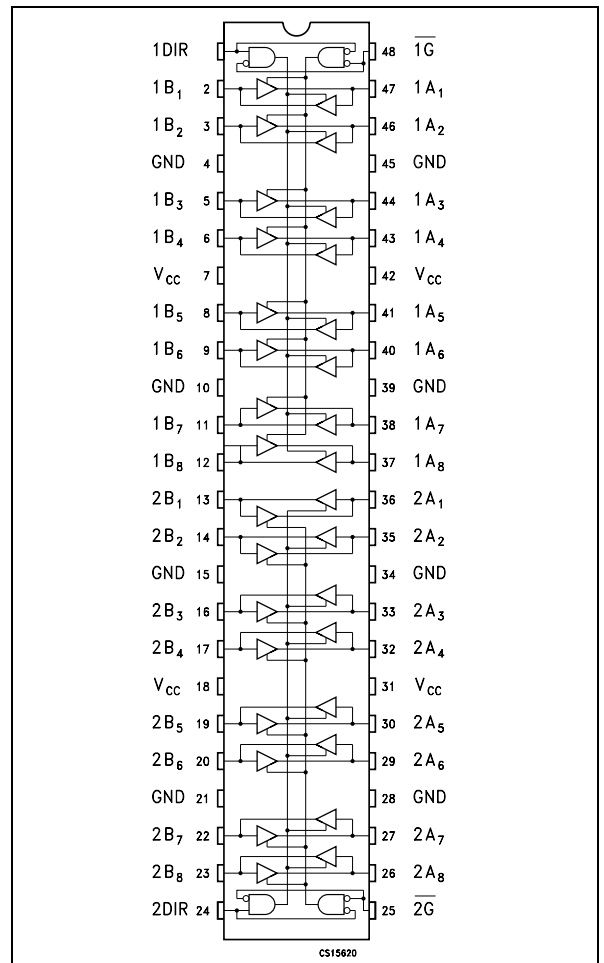 1DIR 48 1G
1B1 2 47 1A1
1B2 3 46 1A2
GND 4 45 GND
1B3 5 44 1A3
1B4 6 43 1A4
VCC 7 42 VCC
1B5 8 41 1A5
1B6 9 40 1A6
GND 10 39 GND
1B7 11 38 1A7
1B8 12 37 1A8
2B1 13 36 2A1
2B2 14 35 2A2
GND 15 34 GND
2B3 16 33 2A3
2B4 17 32 2A4
VCC 18 31 VCC
2B5 19 30 2A5
2B6 20 29 2A6
GND 21 28 GND
2B7 22 27 2A7
2B8 23 26 2A8
2DIR 24 25 2G
CS15620